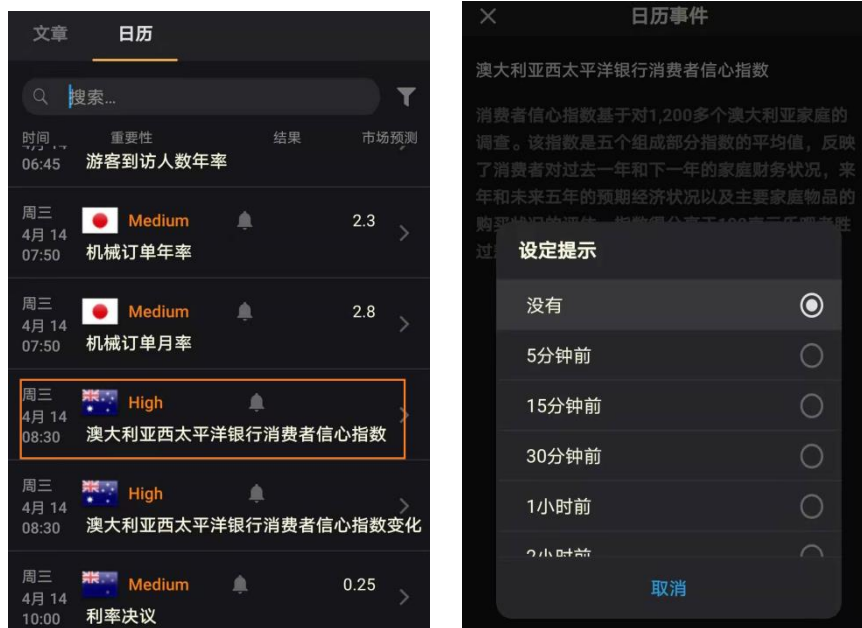 文章 日历
搜索...
时间 重要性 结果 市场预测
06:45 游客到访人数年率
周三
4月 14
07:50
Medium 2.3
机械订单年率
周三
4月 14
07:50
Medium 2.8
机械订单月率
周三
4月 14
08:30
High
澳大利亚西太平洋银行消费者信心指数
周三
4月 14
08:30
High
澳大利亚西太平洋银行消费者信心指数变化
周三
4月 14
10:00
Medium 0.25
利率决议
日历事件
澳大利亚西太平洋银行消费者信心指数
消费者信心指数基于对1,200多个澳大利亚家庭的
调查。该指数是五个组成部分指数的平均值，反映
了消费者对过去一年和下一年的家庭财务状况，来
年和未来五年的预期经济状况以及主要家庭物品的
设定提示
没有
5分钟前
15分钟前
30分钟前
1小时前
2小时前
取消